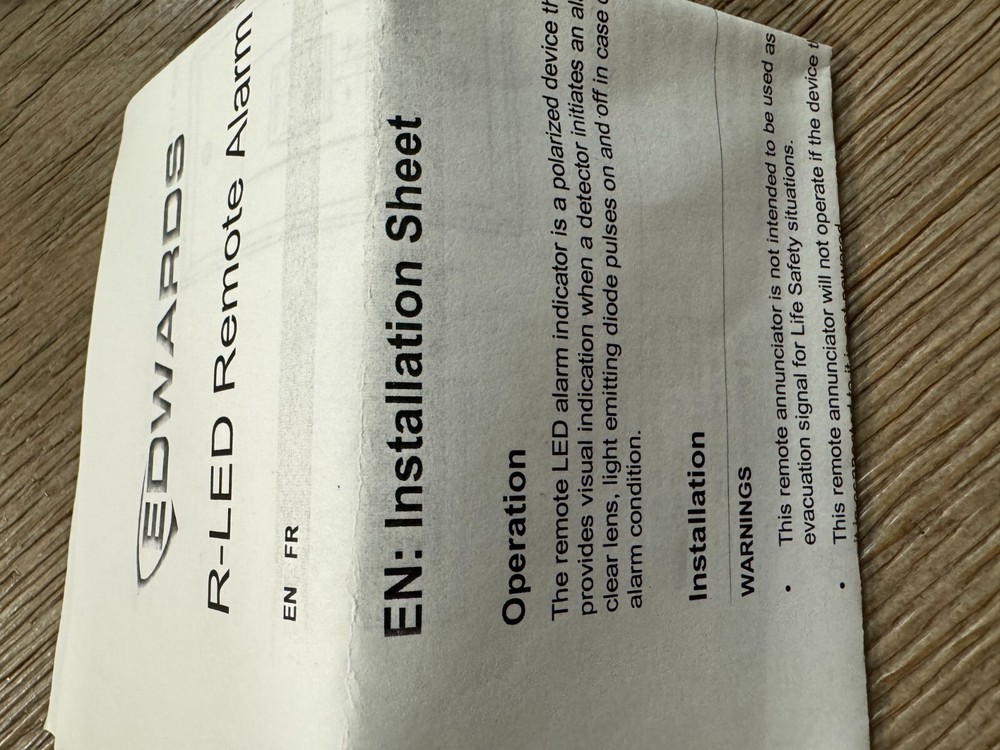 EDWARDS
R-LED Remote Alarm
EN FR
EN: Installation Sheet
Operation
The remote LED alarm indicator is a polarized device
provides visual indication when a detector initiates an
clear lens, light emitting diode pulses on and off in case
alarm condition.
Installation
WARNINGS
• This remote annunciator is not intended to be used as
evacuation signal for Life Safety situations.
• This remote annunciator will not operate if the device